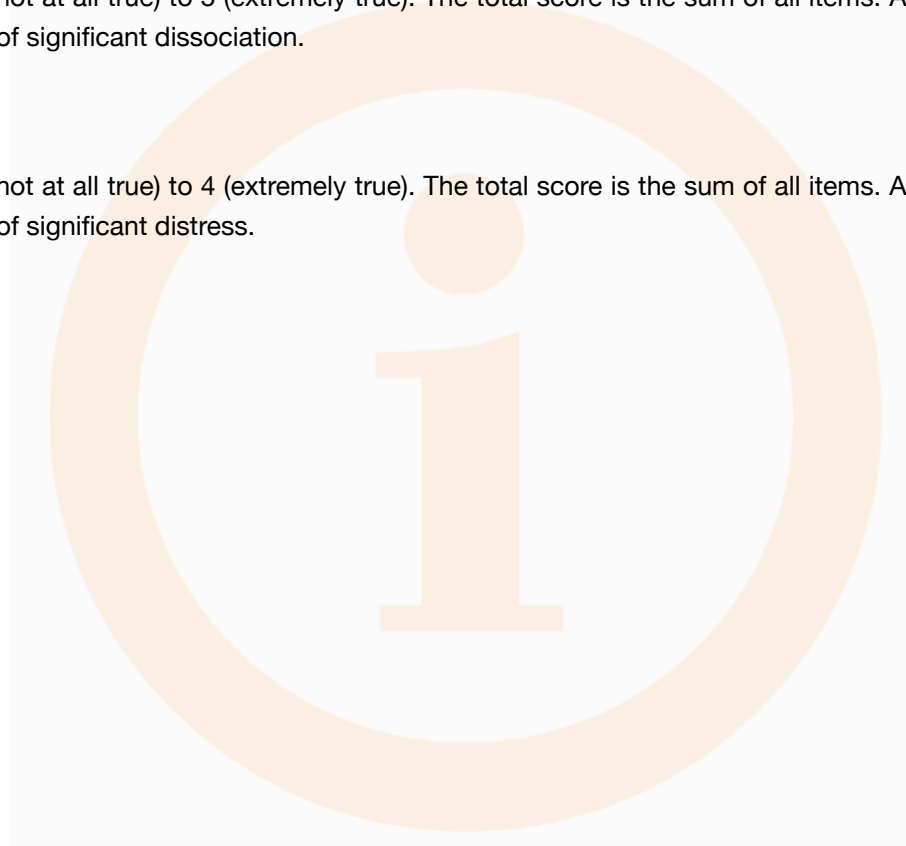 not at all true) to 5 (extremely true). The total score is the sum of all items. A
of significant dissociation.
not at all true) to 4 (extremely true). The total score is the sum of all items. A
of significant distress.